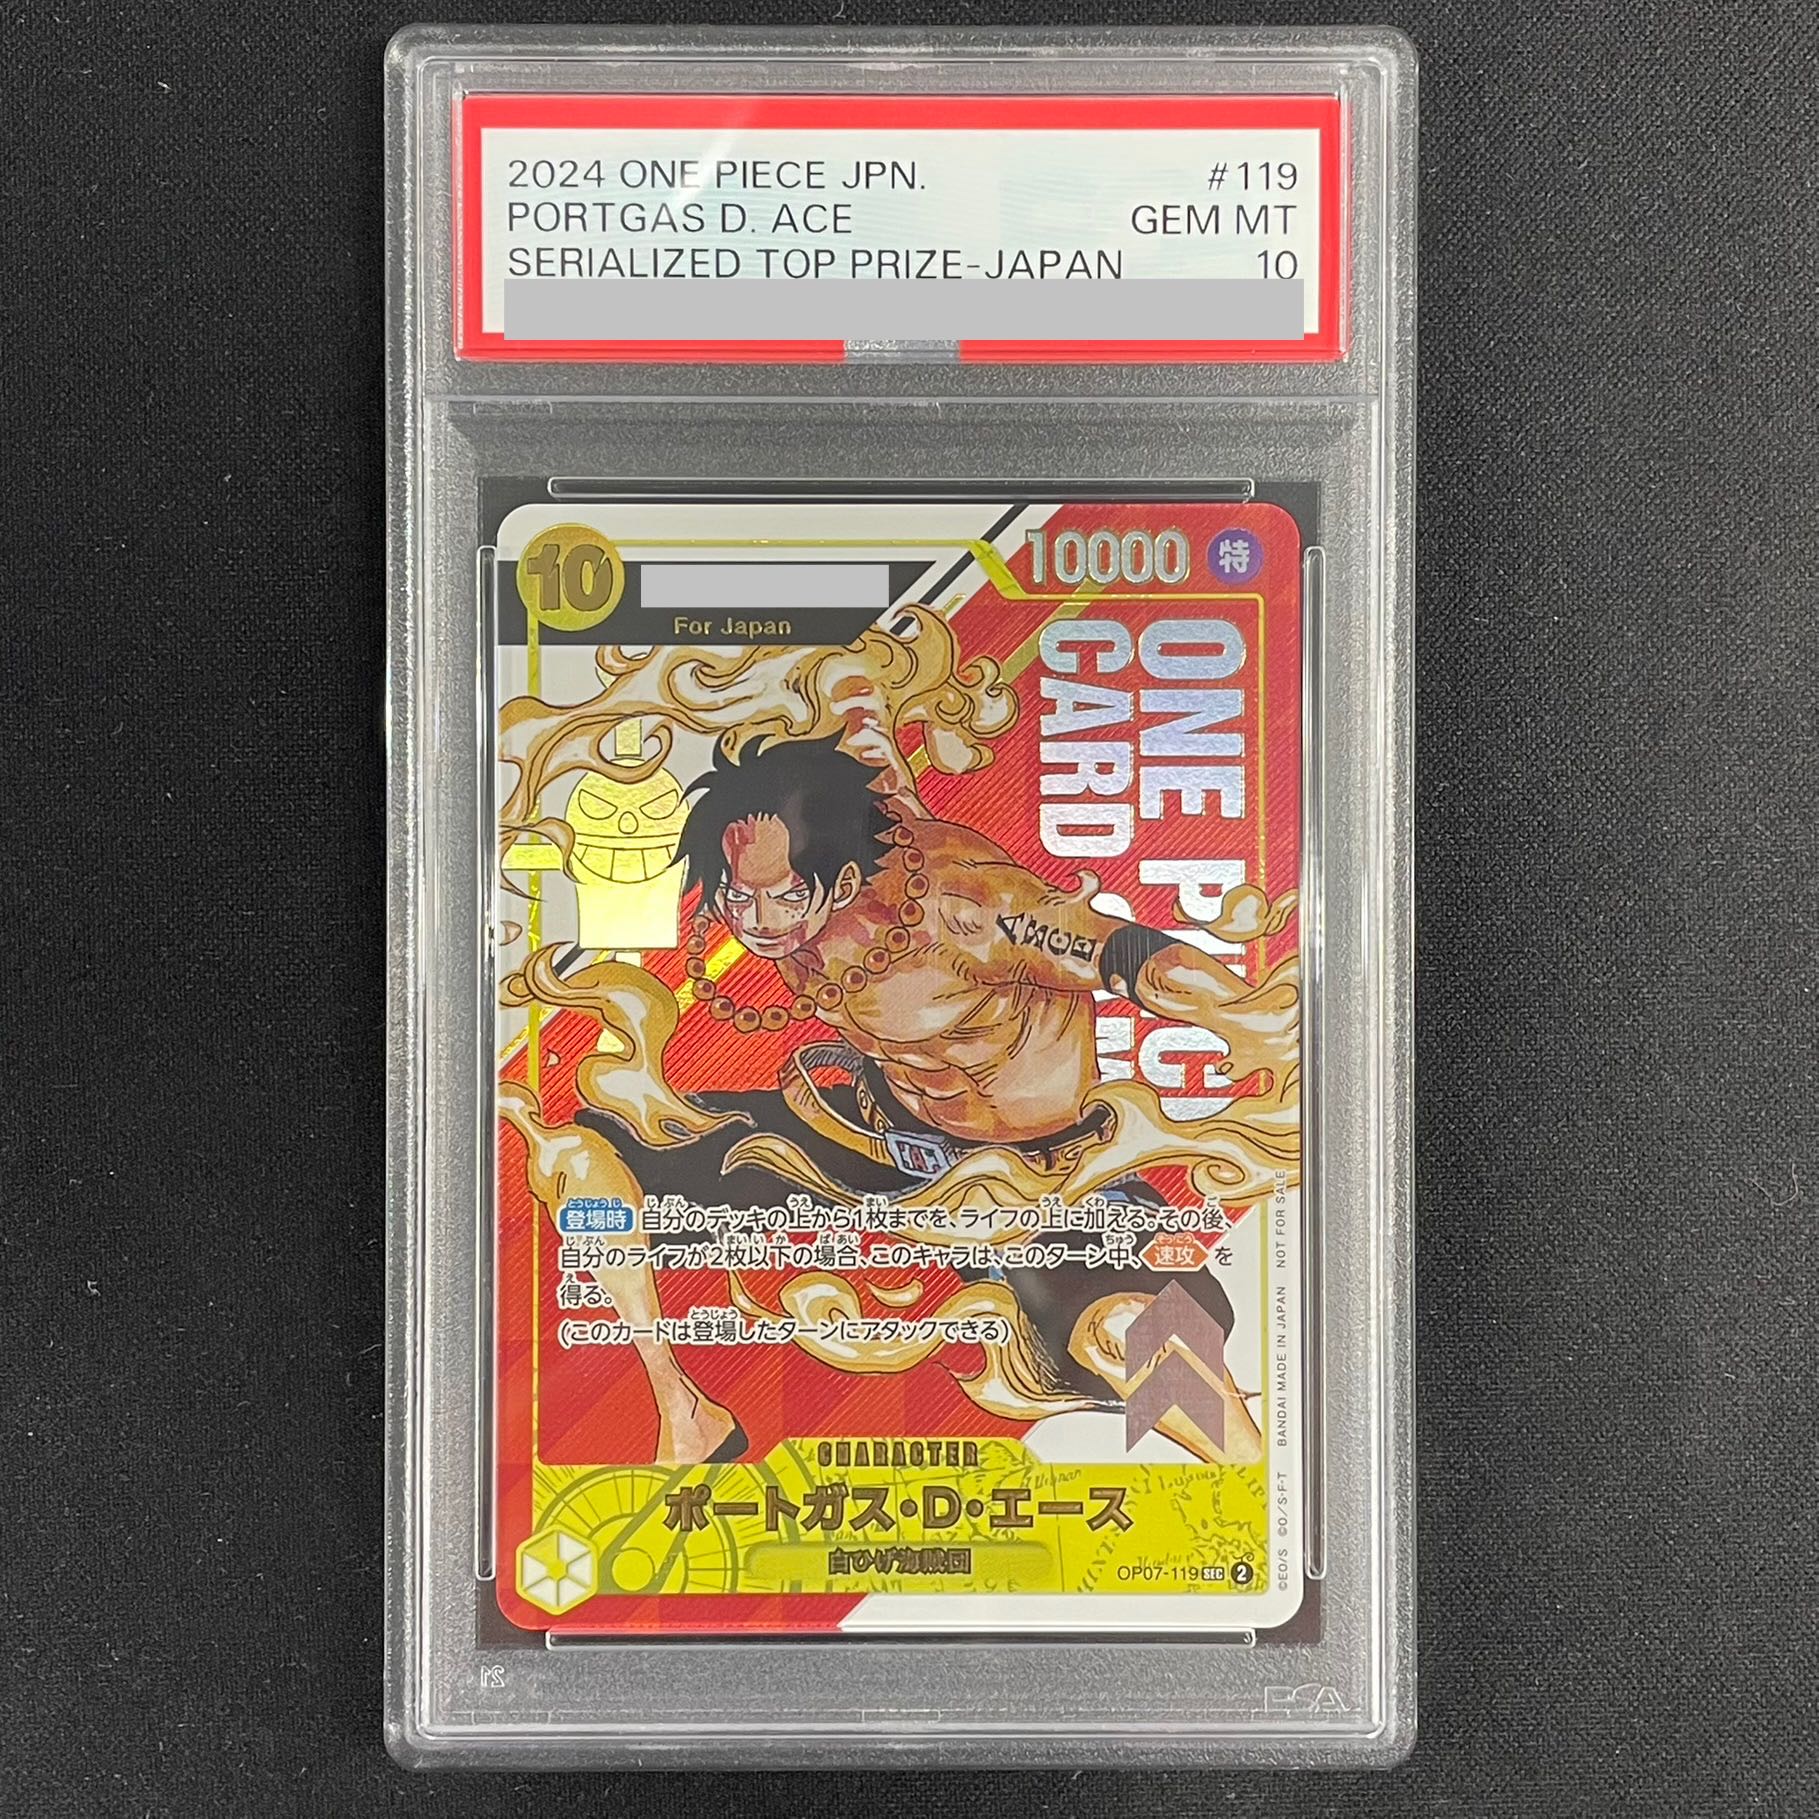 2024 ONE PIECE JPN. #119
PORTGAS D. ACE GEM MT
SERIALIZED TOP PRIZE-JAPAN 10
10
For Japan
10000 特
ONE PIEC
CARD
ACE
登場時 自分のデッキの上から1枚までを、ライフの上に加える。その後、
自分のライフが2枚以下の場合、このキャラは、このターン中、速攻を
得る。
(このカードは登場したターンにアタックできる)
CHARACTER
ポートガス・D・エース
白ひげ海賊団
OP07-119 SEC 2
©EO/S ©O/S・F・T BANDAI MADE IN JAPAN NOT FOR SALE
21
PSA